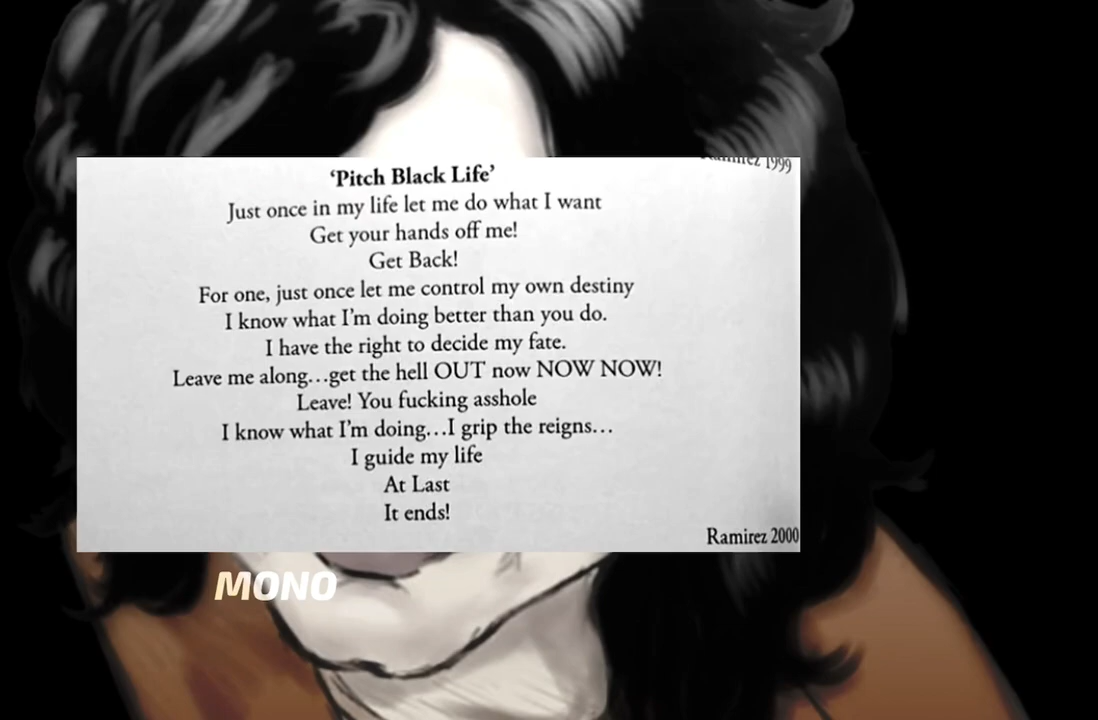 1999
‘Pitch Black Life’
Just once in my life let me do what I want
Get your hands off me!
Get Back!
For one, just once let me control my own destiny
I know what I’m doing better than you do.
I have the right to decide my fate.
Leave me along…get the hell OUT now NOW NOW!
Leave! You fucking asshole
I know what I’m doing…I grip the reigns…
I guide my life
At Last
It ends!
Ramirez 2000
MONO